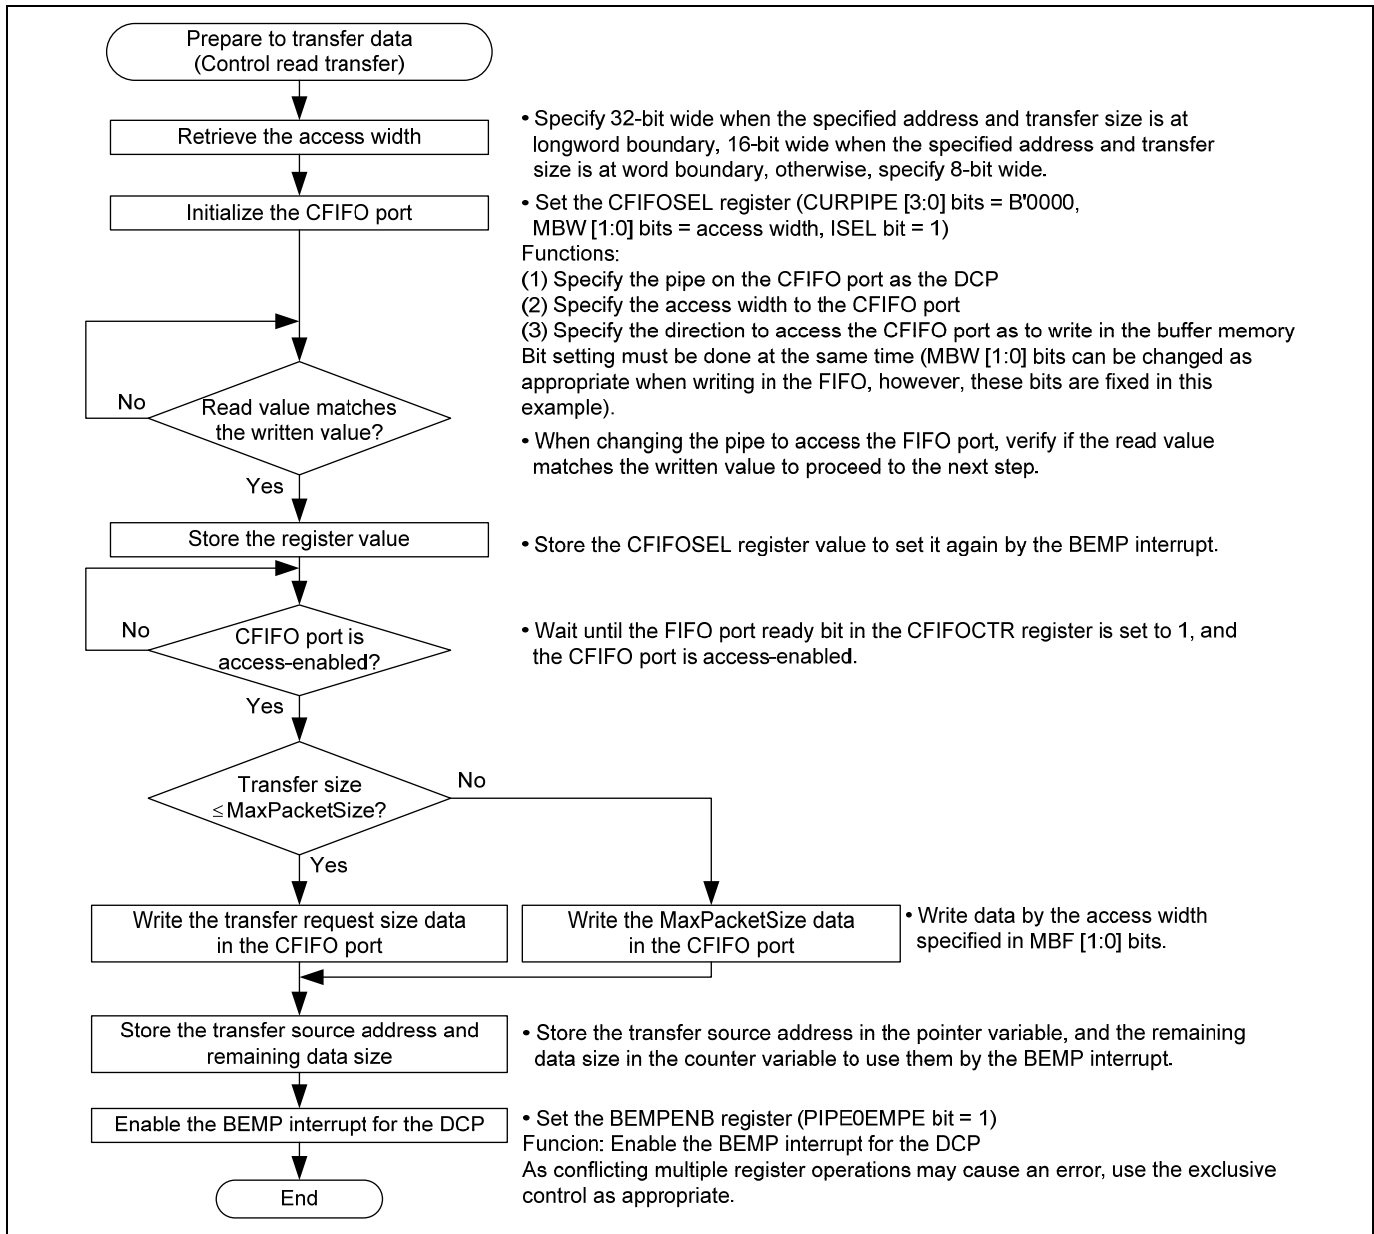 Prepare to transfer data
(Control read transfer)
Retrieve the access width
• Specify 32-bit wide when the specified address and transfer size is at
longword boundary, 16-bit wide when the specified address and transfer
size is at word boundary, otherwise, specify 8-bit wide.
Initialize the CFIFO port
• Set the CFIFOSEL register (CURPIPE [3:0] bits = B'0000,
MBW [1:0] bits = access width, ISEL bit = 1)
Functions:
(1) Specify the pipe on the CFIFO port as the DCP
(2) Specify the access width to the CFIFO port
(3) Specify the direction to access the CFIFO port as to write in the buffer memory
Bit setting must be done at the same time (MBW [1:0] bits can be changed as
appropriate when writing in the FIFO, however, these bits are fixed in this
example).
No
Read value matches
the written value?
• When changing the pipe to access the FIFO port, verify if the read value
matches the written value to proceed to the next step.
Yes
Store the register value
• Store the CFIFOSEL register value to set it again by the BEMP interrupt.
No
CFIFO port is
access-enabled?
• Wait until the FIFO port ready bit in the CFIFOCTR register is set to 1, and
the CFIFO port is access-enabled.
Yes
Transfer size
≤MaxPacketSize?
No
Yes
Write the transfer request size data
in the CFIFO port
Write the MaxPacketSize data
in the CFIFO port
• Write data by the access width
specified in MBF [1:0] bits.
Store the transfer source address and
remaining data size
• Store the transfer source address in the pointer variable, and the remaining
data size in the counter variable to use them by the BEMP interrupt.
Enable the BEMP interrupt for the DCP
• Set the BEMPENB register (PIPE0EMPE bit = 1)
Funcion: Enable the BEMP interrupt for the DCP
As conflicting multiple register operations may cause an error, use the exclusive
control as appropriate.
End